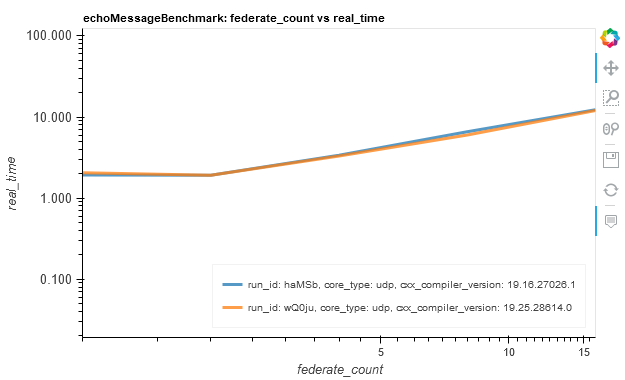 echoMessageBenchmark: federate_count vs real_time
100.000
10.000
1.000
0.100
real_time
run_id: haMSb, core_type: udp, cxx_compiler_version: 19.16.27026.1
run_id: wQ0ju, core_type: udp, cxx_compiler_version: 19.25.28614.0
5
10
15
federate_count